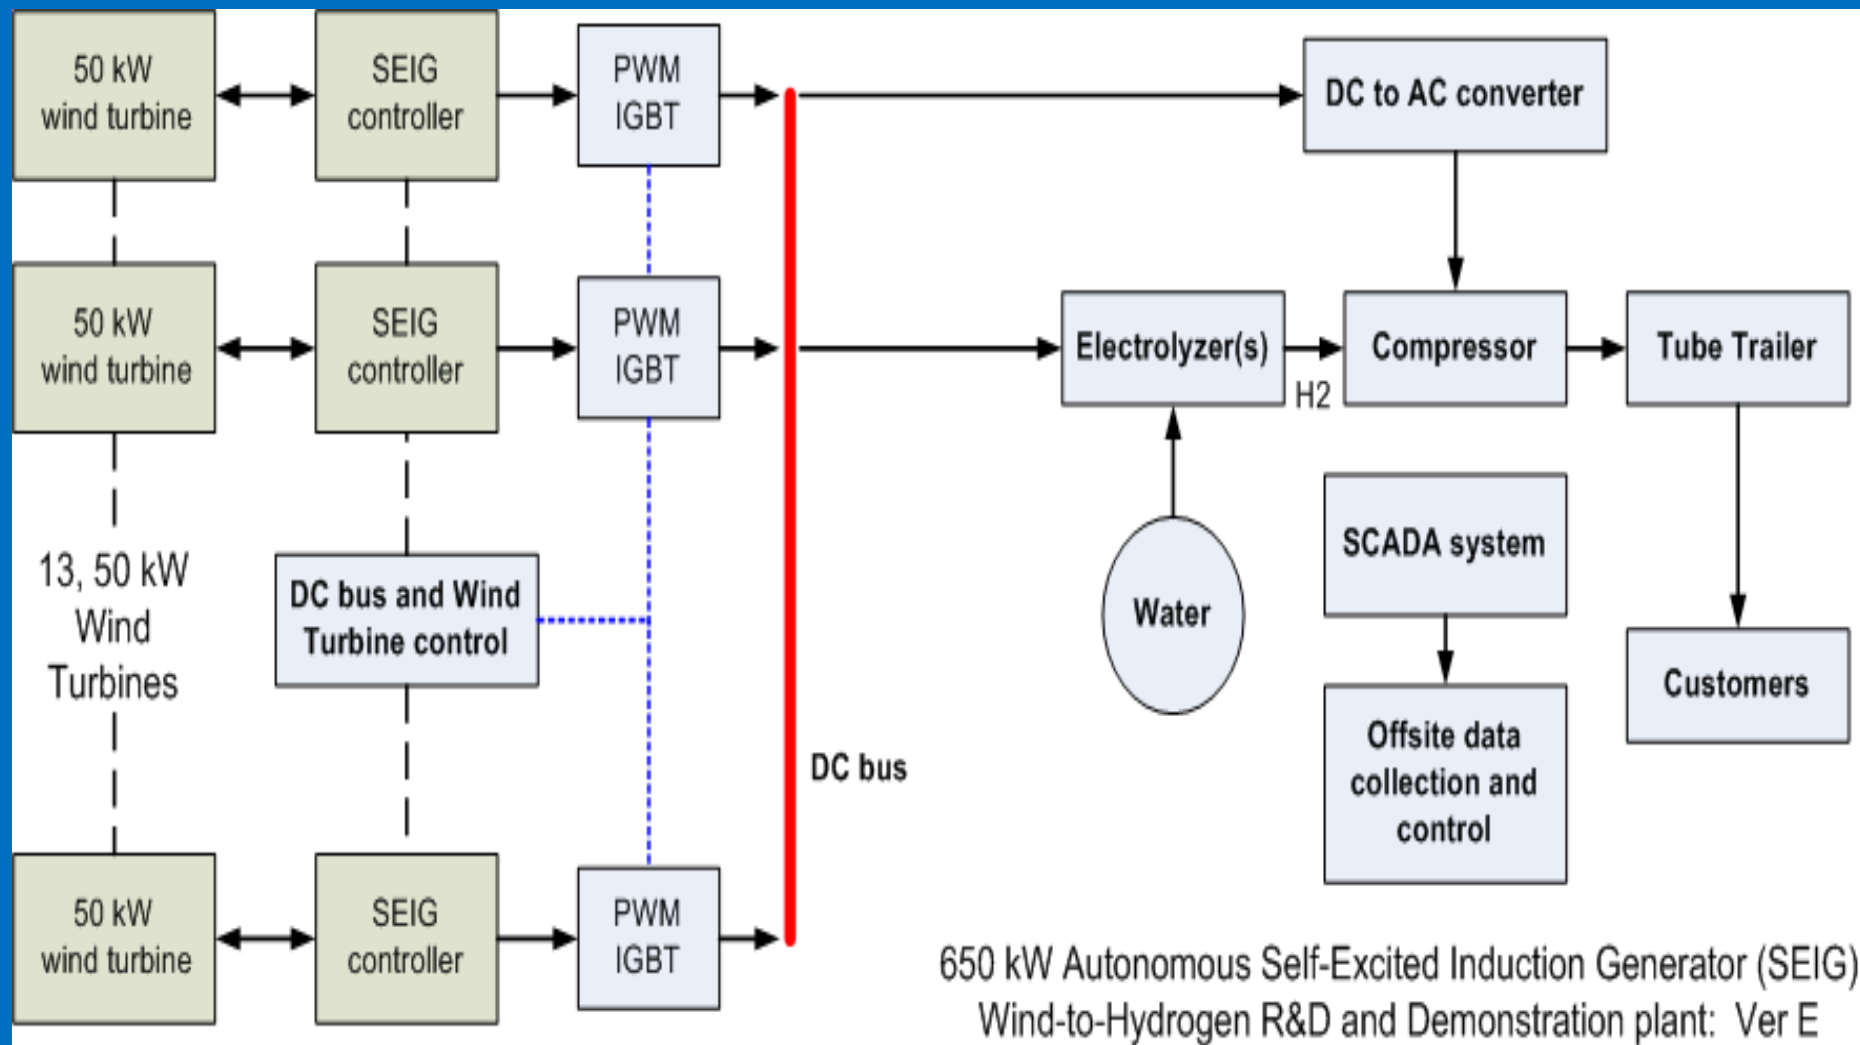 50 kW
wind turbine
SEIG
controller
PWM
IGBT
DC to AC converter
50 kW
wind turbine
SEIG
controller
PWM
IGBT
Electrolyzer(s)
H2
Compressor
Tube Trailer
13, 50 kW
Wind
Turbines
DC bus and Wind
Turbine control
Water
SCADA system
Customers
Offsite data
collection and
control
DC bus
50 kW
wind turbine
SEIG
controller
PWM
IGBT
650 kW Autonomous Self-Excited Induction Generator (SEIG)
Wind-to-Hydrogen R&D and Demonstration plant: Ver E